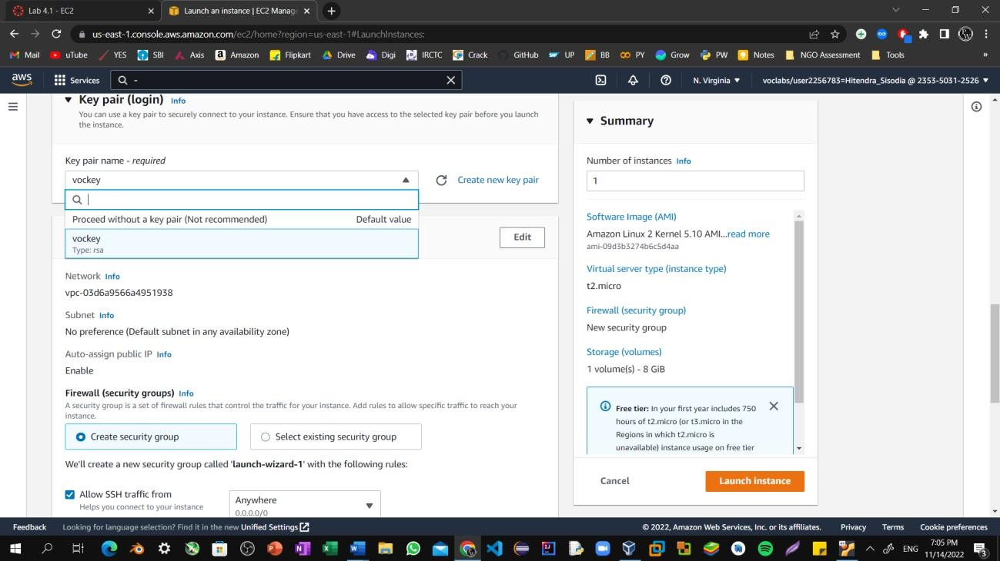 Lab 4.1 - EC2
Launch an instance | EC2 Manage
us-east-1.console.aws.amazon.com/ec2/home?region=us-east-1#LaunchInstances:
Mail uTube YES SBI Axis Amazon Flipkart Drive Digi IRCTC Crack GitHub UP BB PY Grow PW Notes NGO Assessment Tools »
aws Services - N. Virginia voclabs/user2256783=Hitendra_Sisodia @ 2353-5031-2526
Key pair (login) Info
You can use a key pair to securely connect to your instance. Ensure that you have access to the selected key pair before you launch
the instance.
Key pair name - required
vockey
Create new key pair
Proceed without a key pair (Not recommended) Default value
vockey
Type: rsa
Edit
Network Info
vpc-03d6a9566a4951938
Subnet Info
No preference (Default subnet in any availability zone)
Auto-assign public IP Info
Enable
Firewall (security groups) Info
A security group is a set of firewall rules that control the traffic for your instance. Add rules to allow specific traffic to reach your
instance.
Create security group
Select existing security group
We'll create a new security group called 'launch-wizard-1' with the following rules:
Allow SSH traffic from
Helps you connect to your instance
Anywhere
0.0.0.0/0
Summary
Number of instances Info
1
Software Image (AMI)
Amazon Linux 2 Kernel 5.10 AMI...read more
ami-09d3b3274b6c5d4aa
Virtual server type (instance type)
t2.micro
Firewall (security group)
New security group
Storage (volumes)
1 volume(s) - 8 GiB
Free tier: In your first year includes 750
hours of t2.micro (or t3.micro in the
Regions in which t2.micro is
unavailable) instance usage on free tier
Cancel
Launch instance
Feedback Looking for language selection? Find it in the new Unified Settings © 2022, Amazon Web Services, Inc. or its affiliates. Privacy Terms Cookie preferences
ENG
7:05 PM
11/14/2022
3